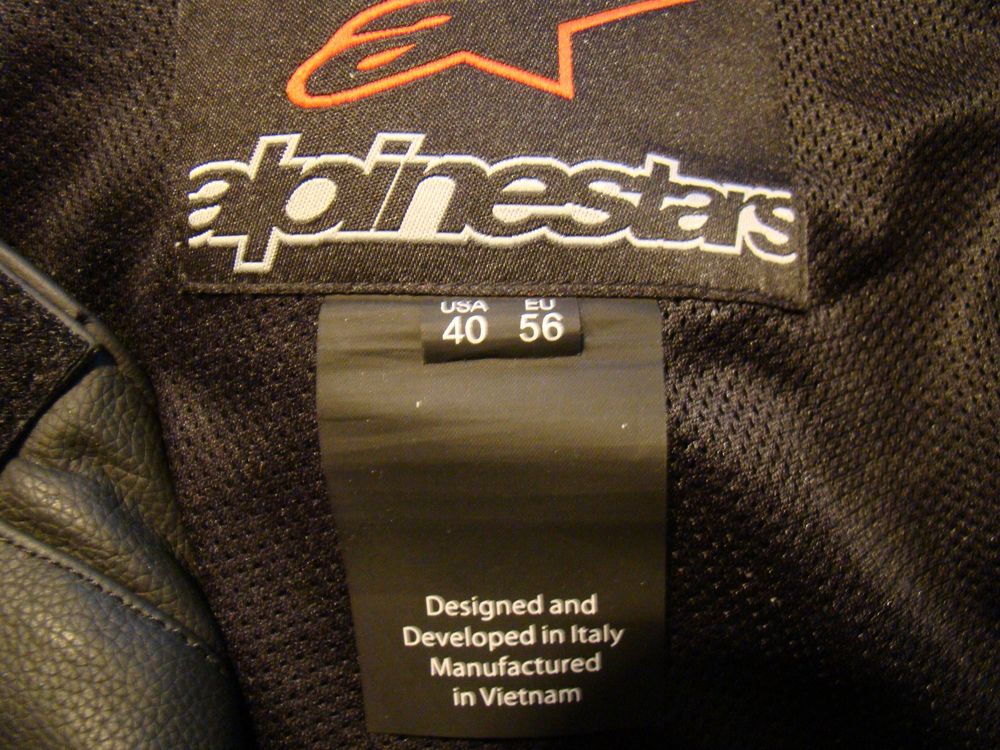 alpinestars
USA EU
40 56
Designed and
Developed in Italy
Manufactured
in Vietnam